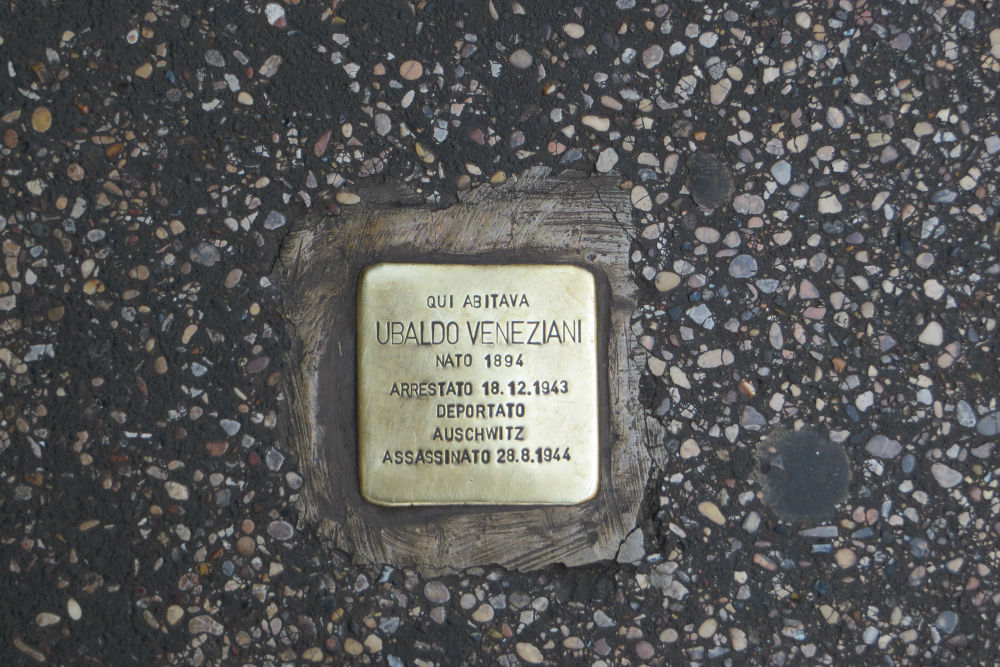 QUI ABITAVA
UBALDO VENEZIANI
NATO 1894
ARRESTATO 18.12.1943
DEPORTATO
AUSCHWITZ
ASSASSINATO 28.8.1944